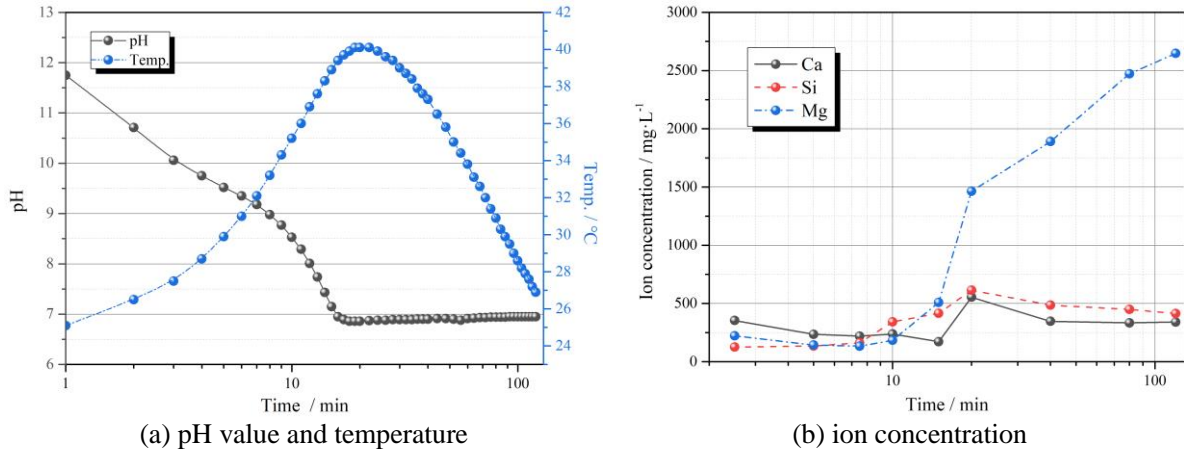 13
12
11
10
9
8
7
6
pH
pH
Temp.
42
40
38
36
34
32
30
28
26
24
Temp. / °C
1
10
100
Time / min
(a) pH value and temperature
3000
2500
2000
1500
1000
500
0
Ion concentration / mg·L⁻¹
Ca
Si
Mg
10
100
Time / min
(b) ion concentration